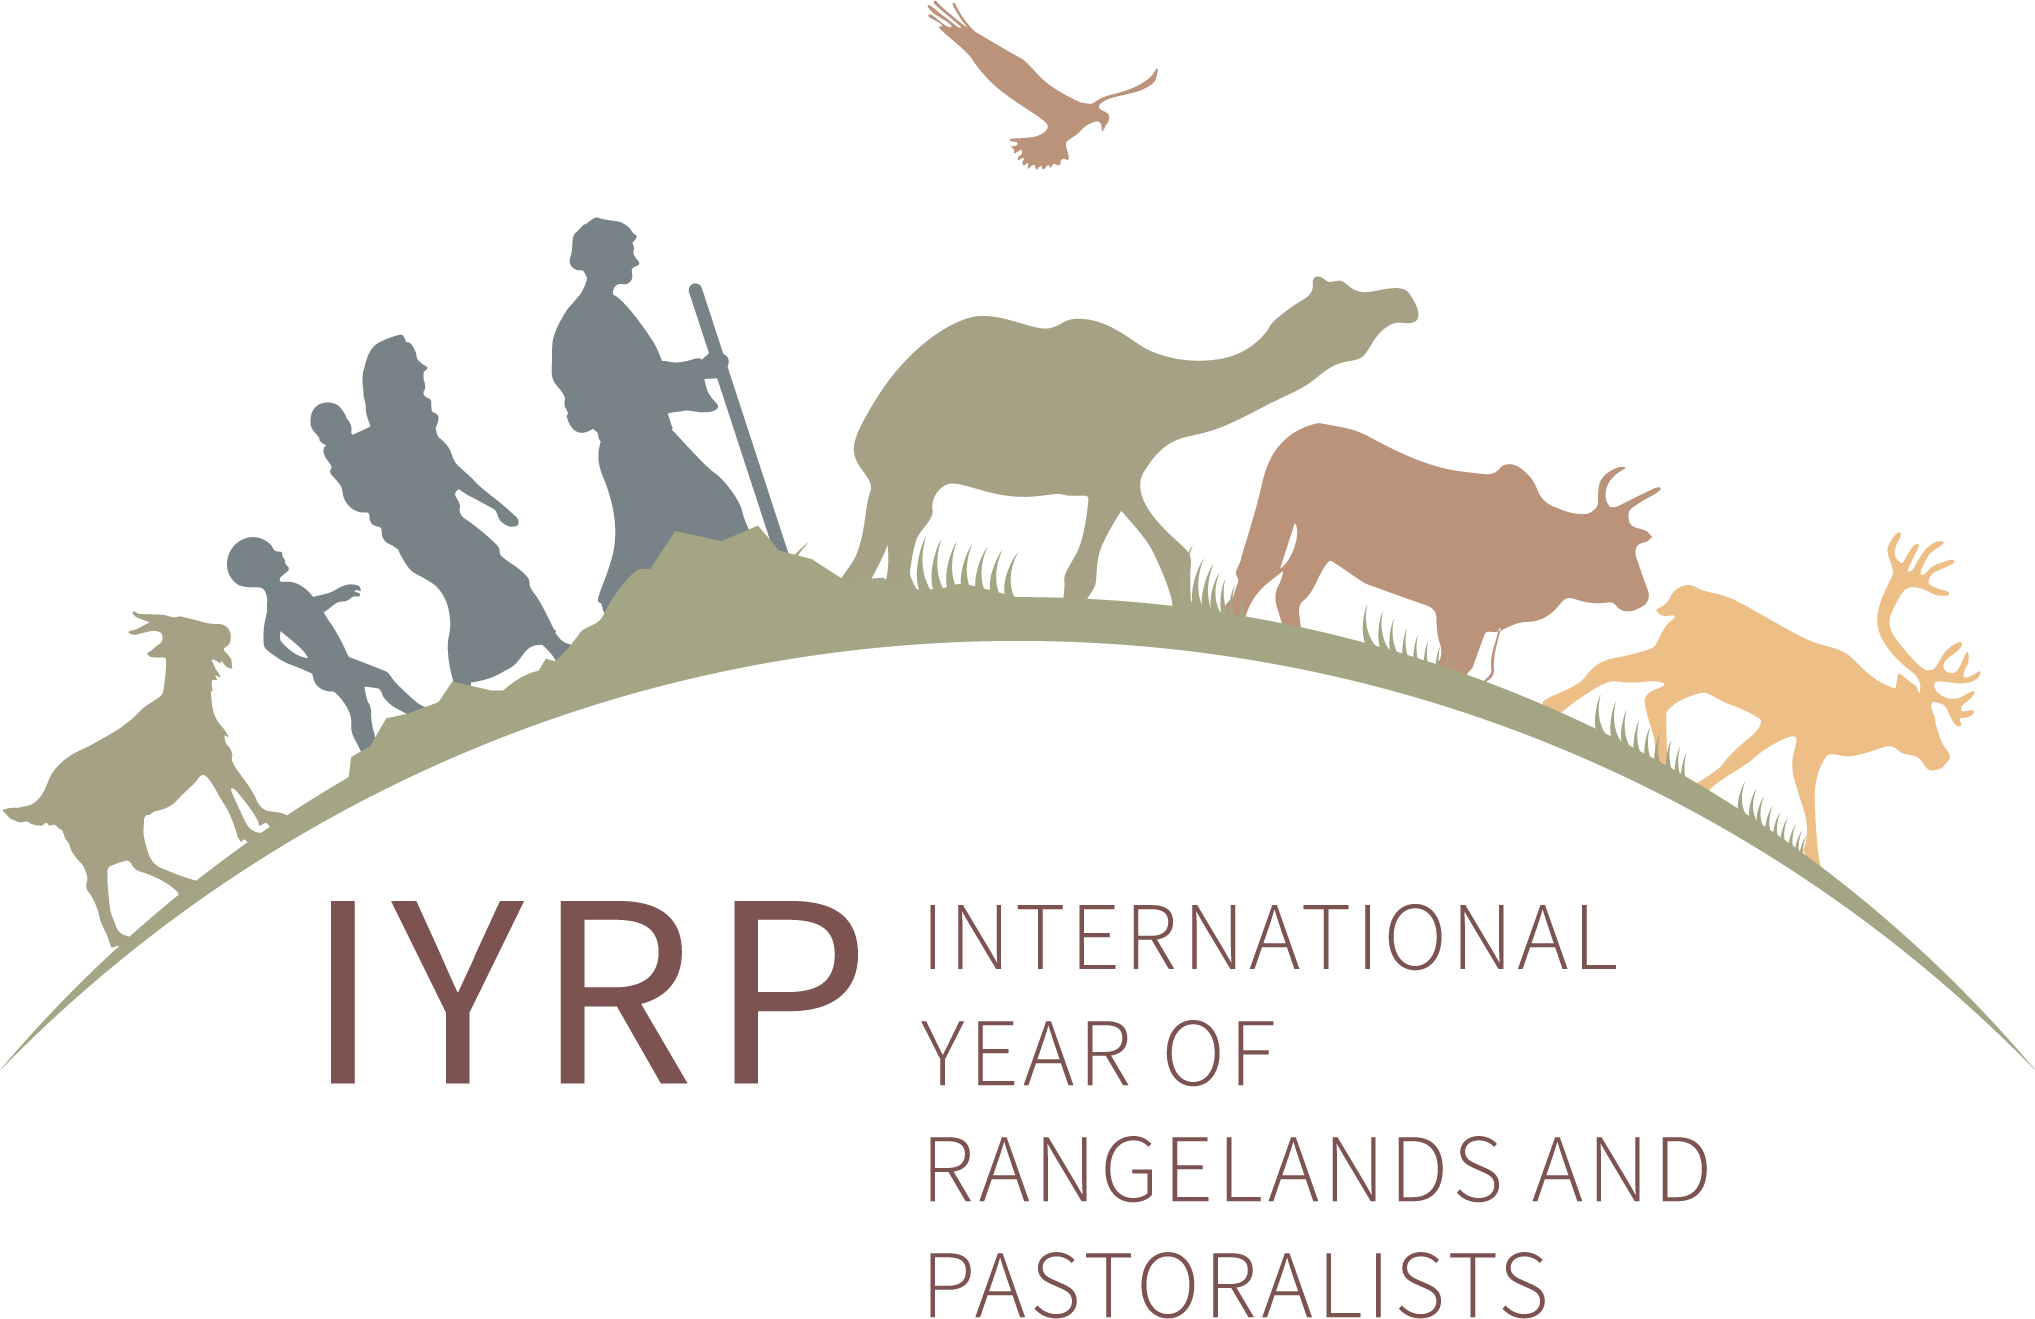 IYRP
INTERNATIONAL
YEAR OF
RANGELANDS AND
PASTORALISTS